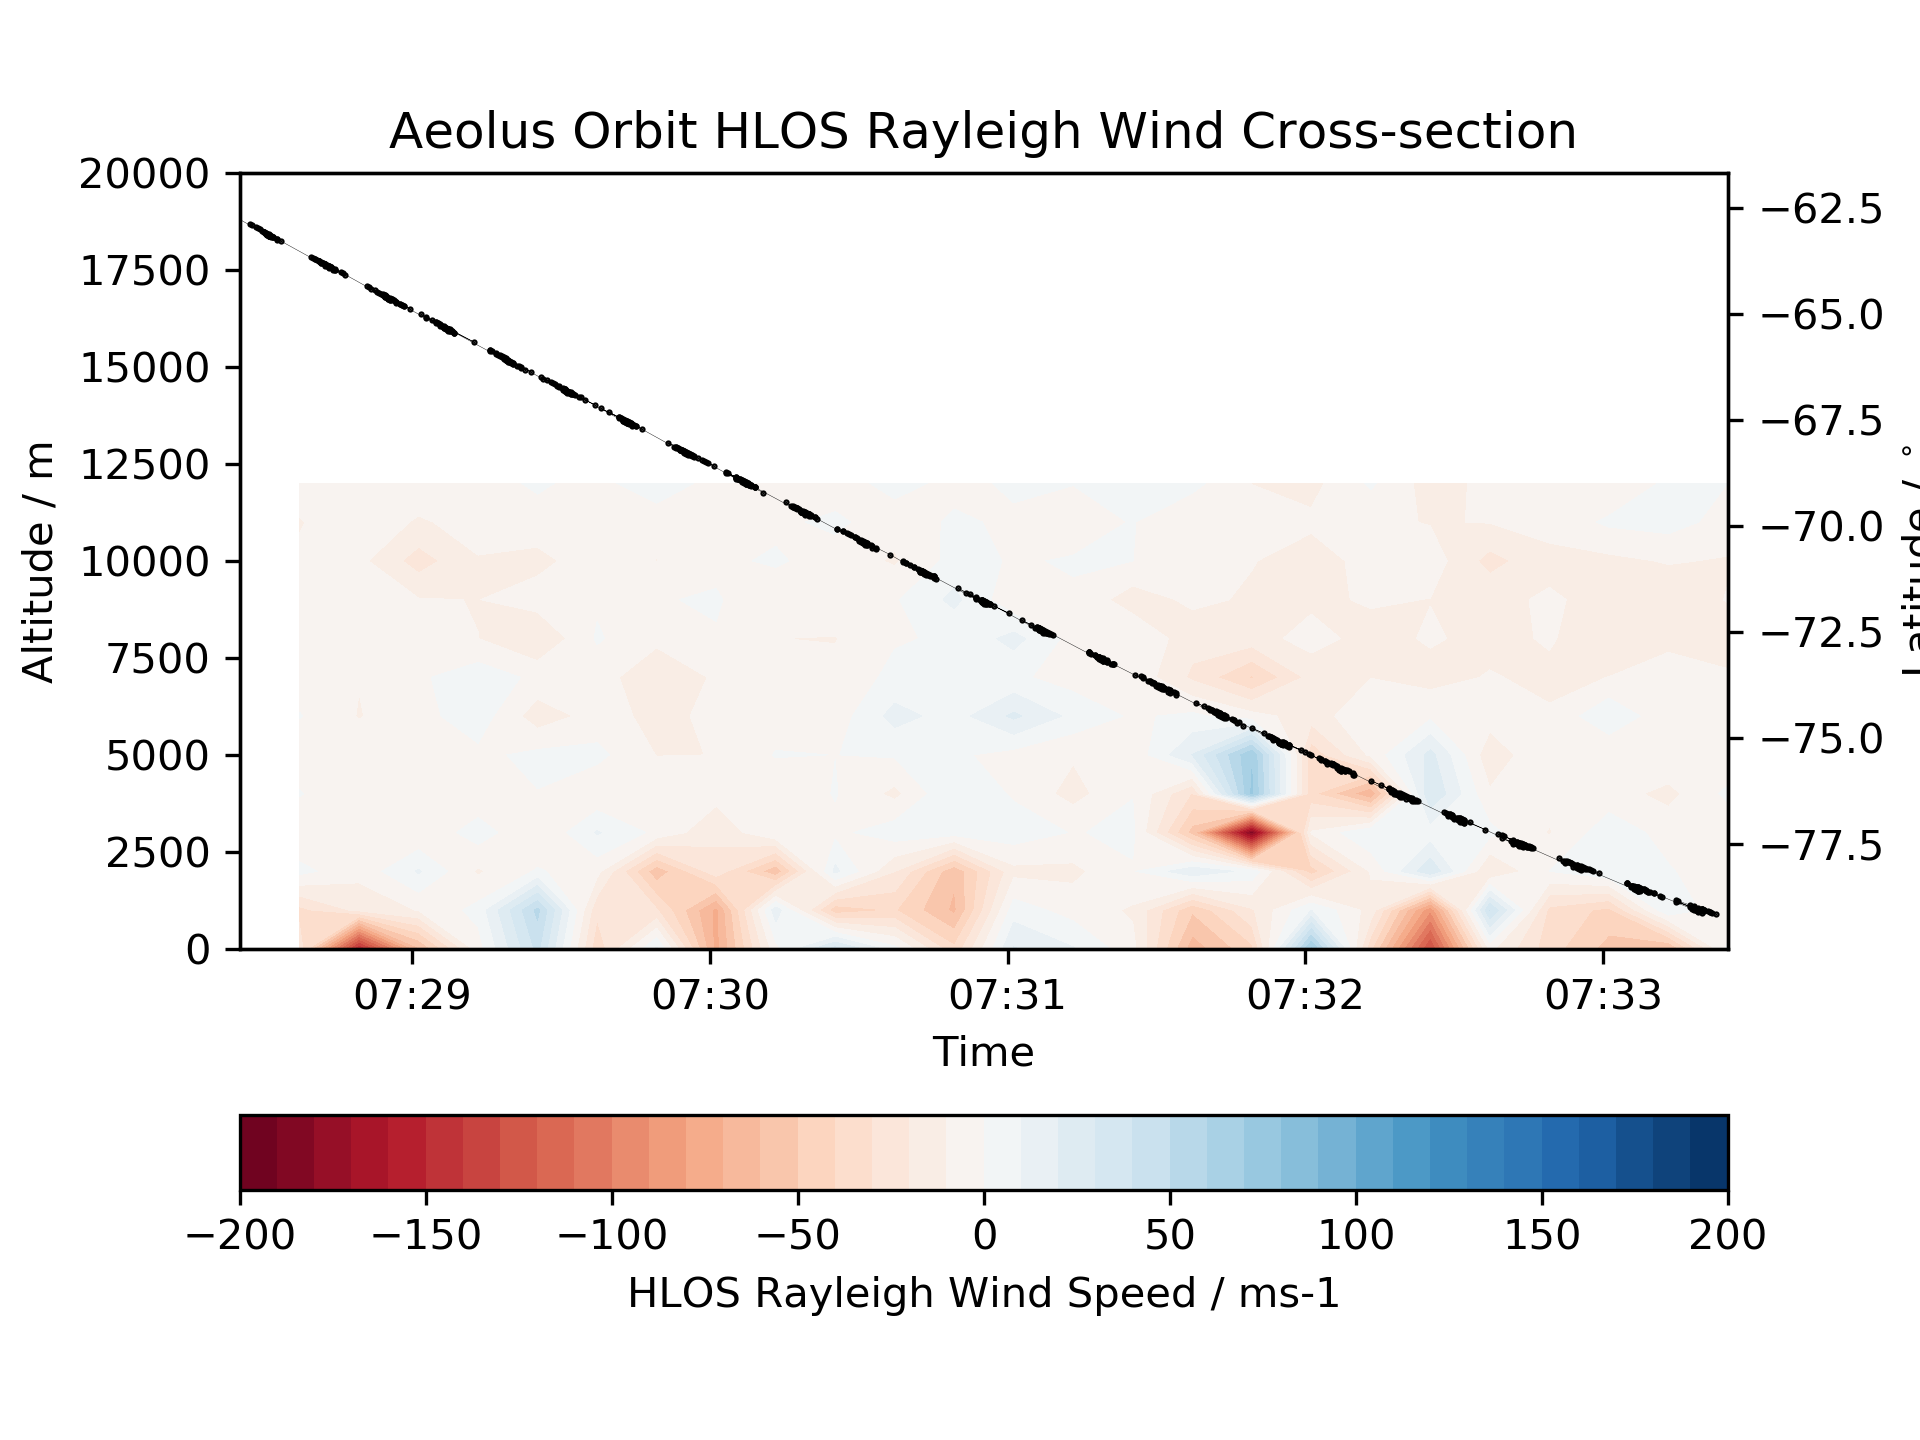 Aeolus Orbit HLOS Rayleigh Wind Cross-section
20000
17500
15000
12500
10000
7500
5000
2500
0
Altitude / m
−62.5
−65.0
−67.5
−70.0
−72.5
−75.0
−77.5
Latitude / °
07:29 07:30 07:31 07:32 07:33
Time
−200 −150 −100 −50 0 50 100 150 200
HLOS Rayleigh Wind Speed / ms-1